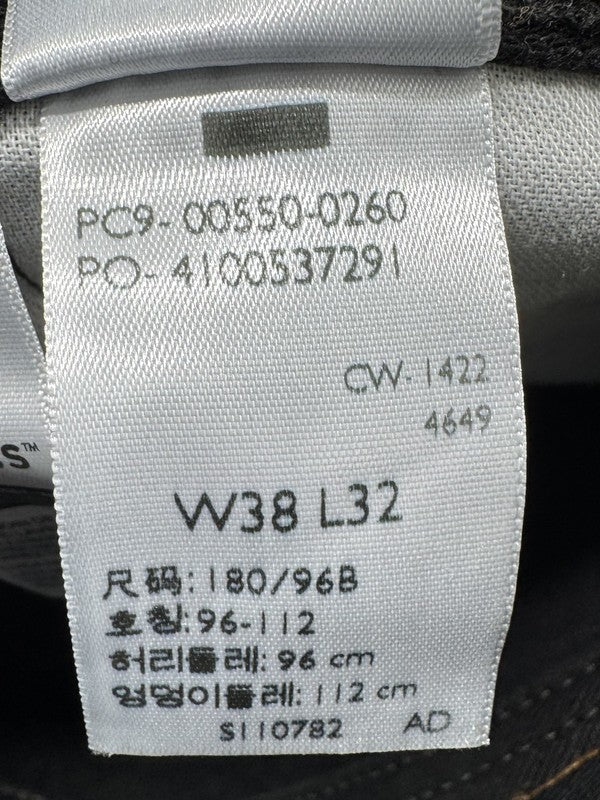 PC9-00550-0260
PO-4100537291
CW-1422
4649
S™
W38 L32
尺码:180/96B
호칭:96-112
허리둘레:96 cm
엉덩이둘레:112 cm
S110782 AD